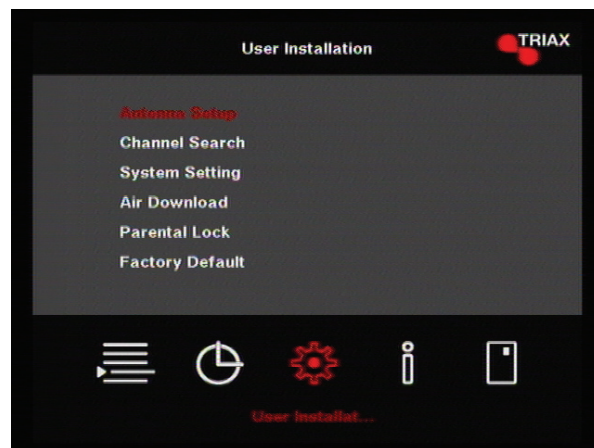 User Installation
TRIAX
Antenna Setup
Channel Search
System Setting
Air Download
Parental Lock
Factory Default
User Installat...